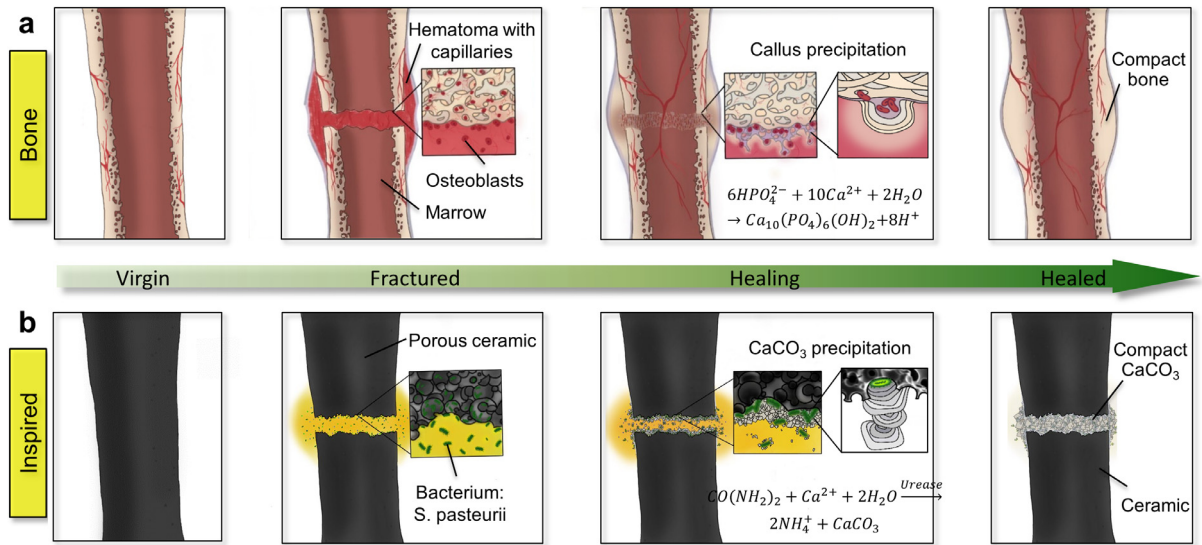 a
Bone
Hematoma with
capillaries
Osteoblasts
Marrow
Callus precipitation
6HPO₄²⁻ + 10Ca²⁺ + 2H₂O
→ Ca₁₀(PO₄)₆(OH)₂+8H⁺
Compact
bone
Virgin
Fractured
Healing
Healed
b
Inspired
Porous ceramic
Bacterium:
S. pasteurii
CaCO₃ precipitation
CO(NH₂)₂ + Ca²⁺ + 2H₂O Urease→
2NH₄⁺ + CaCO₃
Compact
CaCO₃
Ceramic